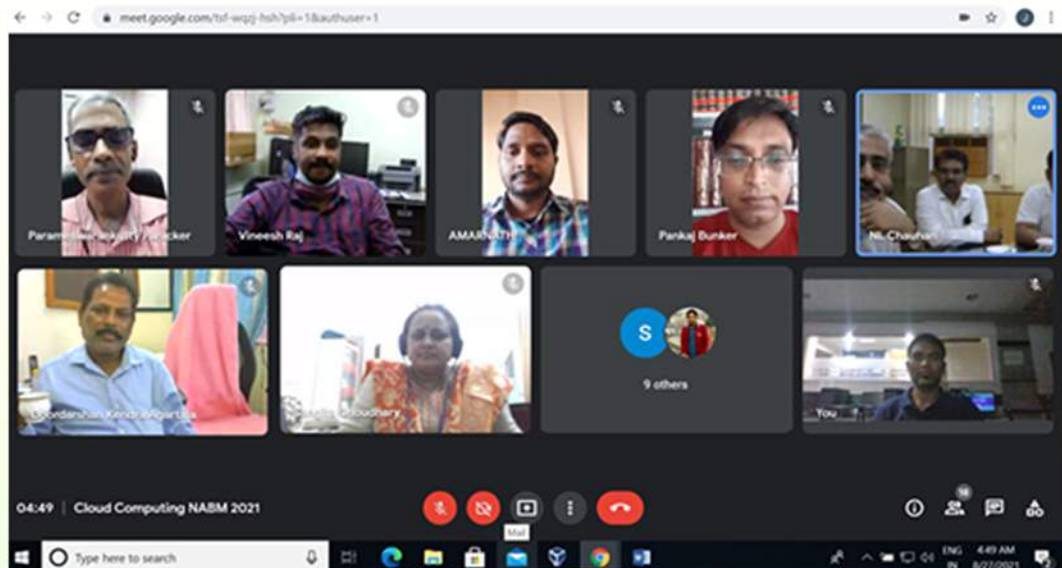 meet.google.com/tsf-wqzj-hsh?pli=1&authuser=1
J
Vineesh Raj
AMARNATH
Pankaj Bunker
NL Chauhan
Doordarshan Kendra Agartala
Choudhary
S
9 others
You
04:49 | Cloud Computing NABM 2021
Mail
Type here to search
ENG
IN
4:49 AM
8/27/2021